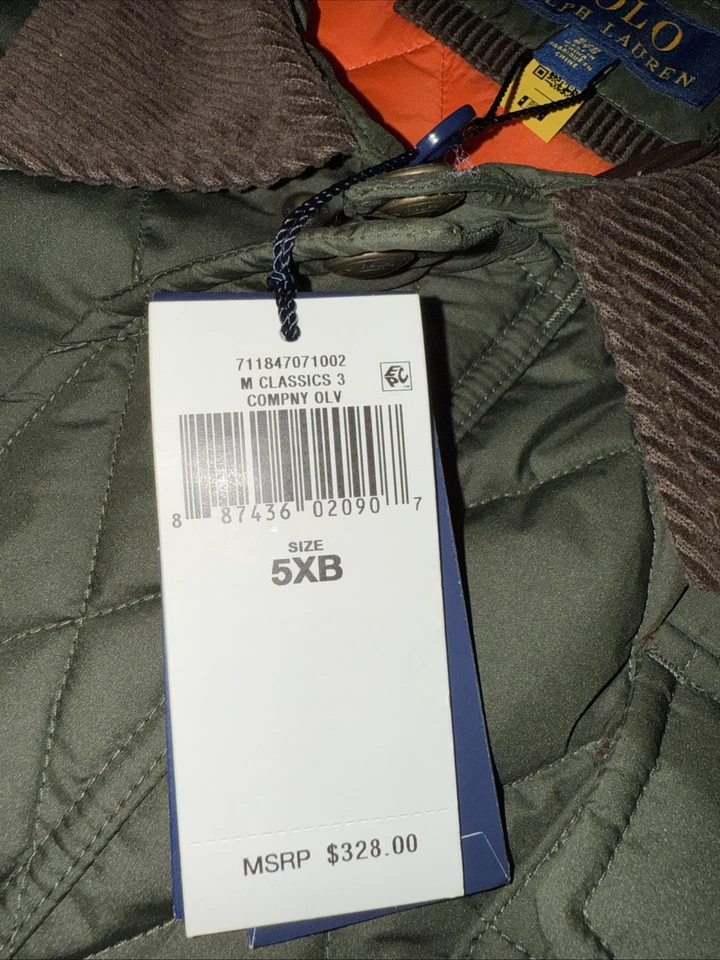 POLO
RALPH LAUREN
711847071002
M CLASSICS 3
COMPNY OLV
8 87436 02090 7
SIZE
5XB
MSRP $328.00